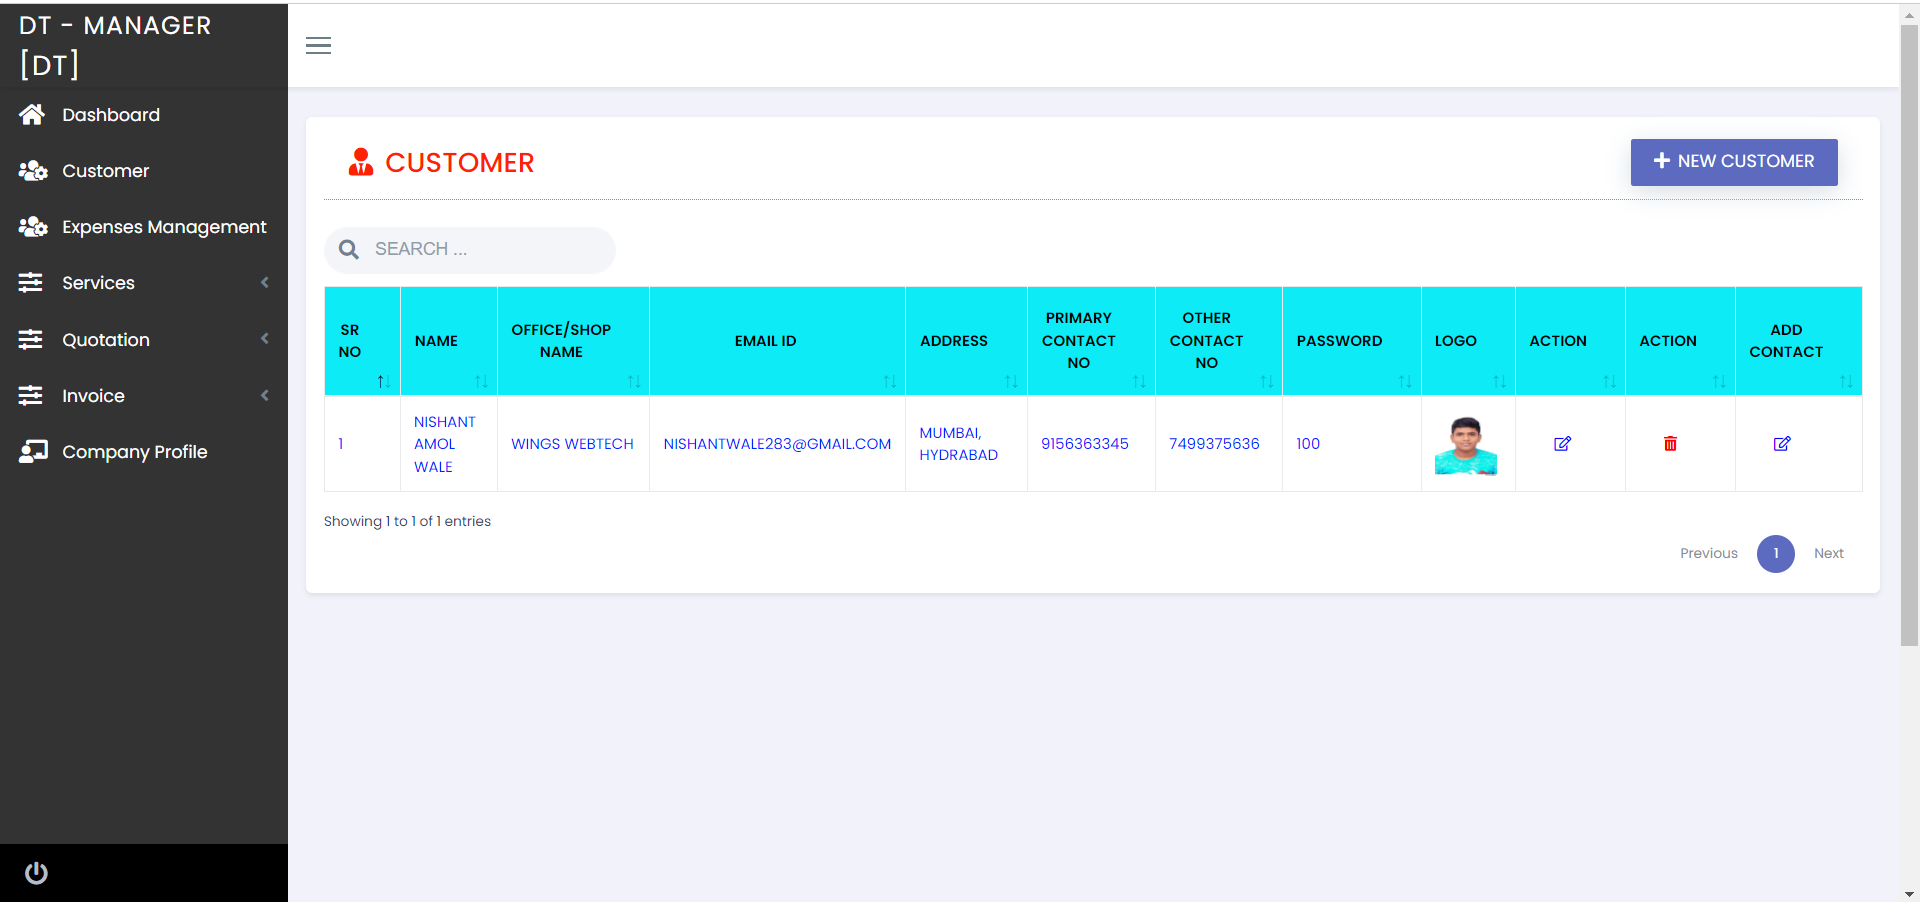 DT - MANAGER
[DT]
Dashboard
Customer
Expenses Management
Services
Quotation
Invoice
Company Profile
CUSTOMER
NEW CUSTOMER
SEARCH ...
SR NO
NAME
OFFICE/SHOP NAME
EMAIL ID
ADDRESS
PRIMARY CONTACT NO
OTHER CONTACT NO
PASSWORD
LOGO
ACTION
ACTION
ADD CONTACT
1
NISHANT
AMOL
WALE
WINGS WEBTECH
NISHANTWALE283@GMAIL.COM
MUMBAI,
HYDRABAD
9156363345
7499375636
100
Showing 1 to 1 of 1 entries
Previous 1 Next